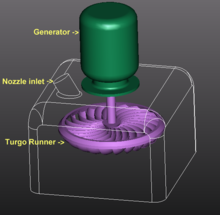 Generator->
Nozzle inlet->
Turgo Runner ->